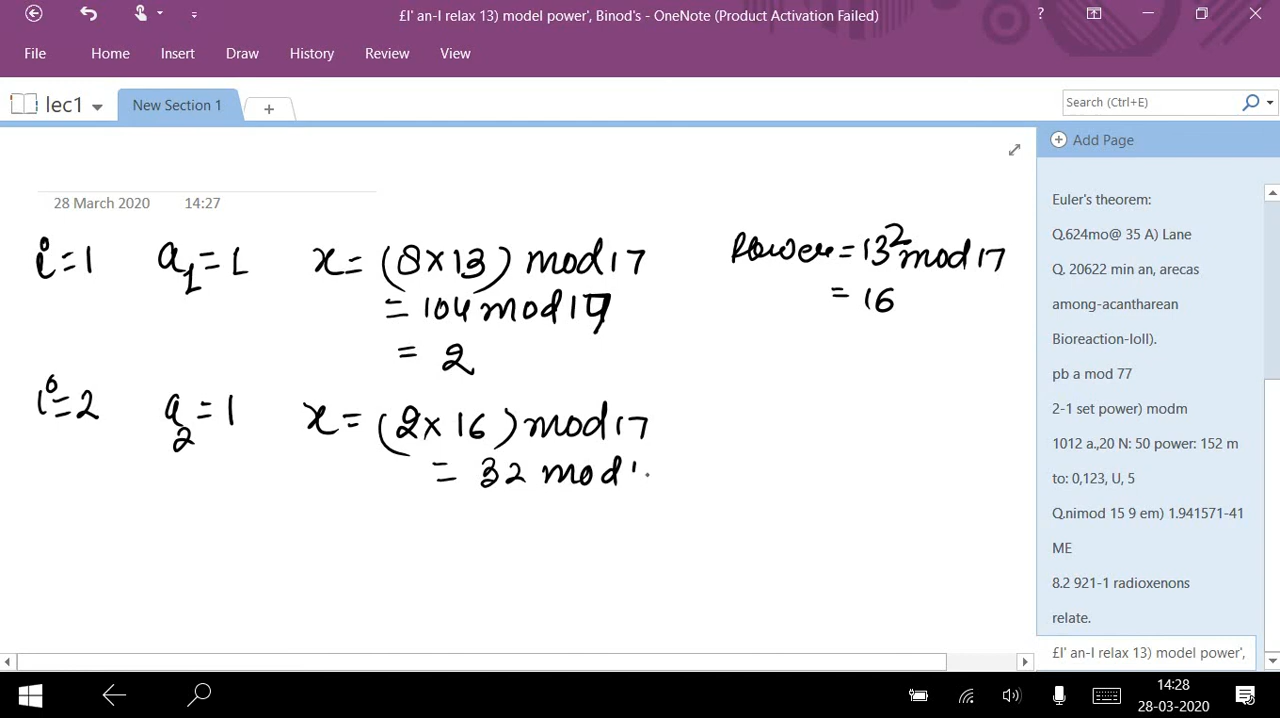 £I' an-I relax 13) model power', Binod's - OneNote (Product Activation Failed)
?
File Home Insert Draw History Review View
lec1 New Section 1 +
Search (Ctrl+E)
Add Page
28 March 2020 14:27
i=1 a1=1 x=(8×13) mod 17 Power=13² mod 17
=104 mod 17 =16
= 2
i=2 a2=1 x=(2×16) mod 17
= 32 mod 1
Euler's theorem:
Q.624mo@ 35 A) Lane
Q. 20622 min an, arecas
among-acantharean
Bioreaction-loll).
pb a mod 77
2-1 set power) modm
1012 a.,20 N: 50 power: 152 m
to: 0,123, U, 5
Q.nimod 15 9 em) 1.941571-41
ME
8.2 921-1 radioxenons
relate.
£I' an-I relax 13) model power',
14:28
28-03-2020